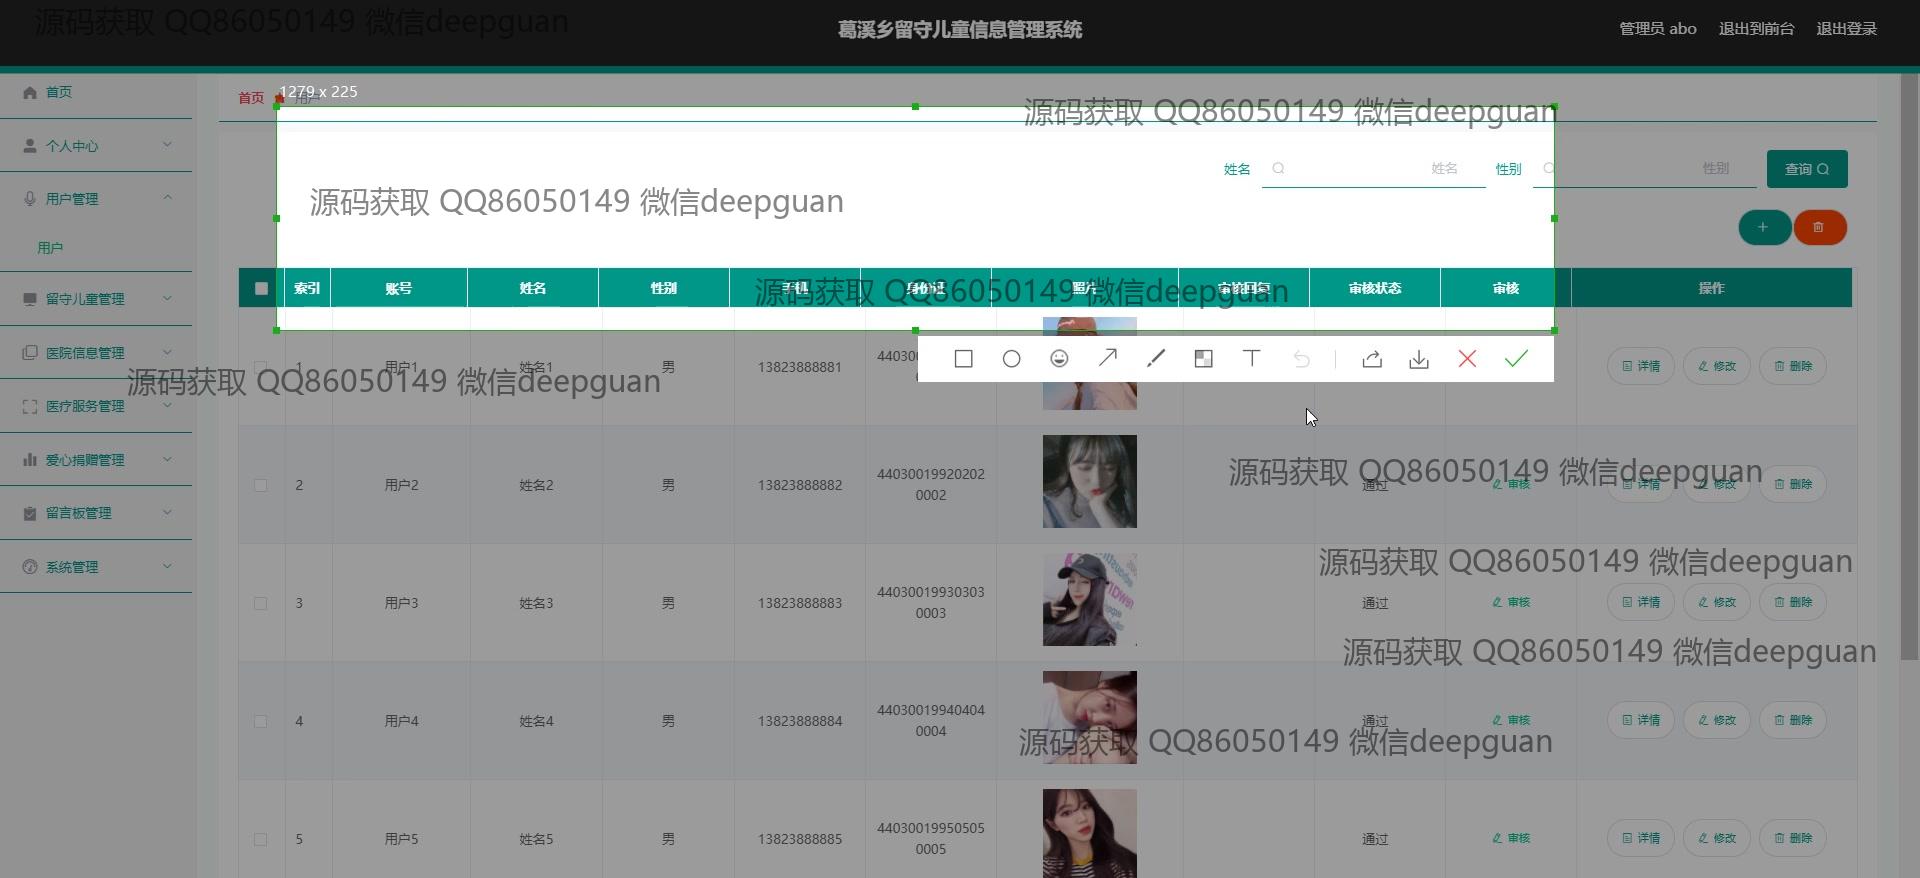 源码获取 QQ86050149 微信deepguan
葛溪乡留守儿童信息管理系统
管理员 abo 退出到前台 退出登录
首页
个人中心
用户管理
用户
留守儿童管理
医院信息管理
医疗服务管理
爱心捐赠管理
留言板管理
系统管理
首页 用户
1279 x 225
源码获取 QQ86050149 微信deepguan
姓名 姓名 性别 性别 查询
源码获取 QQ86050149 微信deepguan
索引 账号 姓名 性别 手机 身份证 照片 审核回复 审核状态 审核 操作
源码获取 QQ86050149 微信deepguan
1 用户1 姓名1 男 13823888881 详情 修改 删除
源码获取 QQ86050149 微信deepguan
2 用户2 姓名2 男 13823888882 44030019920202 0002 通过 审核 详情 修改 删除
源码获取 QQ86050149 微信deepguan
源码获取 QQ86050149 微信deepguan
3 用户3 姓名3 男 13823888883 44030019930303 0003 通过 审核 详情 修改 删除
源码获取 QQ86050149 微信deepguan
4 用户4 姓名4 男 13823888884 44030019940404 0004 通过 审核 详情 修改 删除
源码获取 QQ86050149 微信deepguan
5 用户5 姓名5 男 13823888885 44030019950505 0005 通过 审核 详情 修改 删除